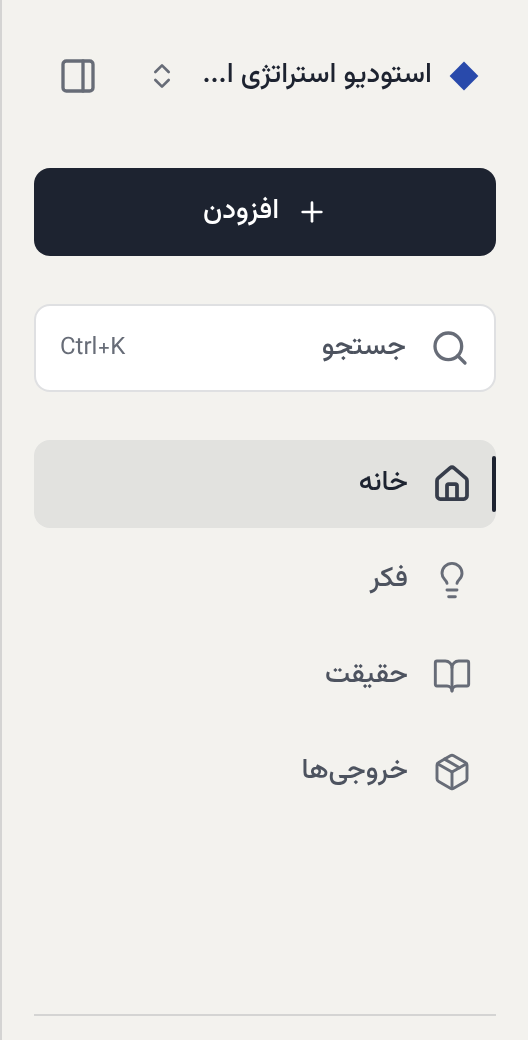 استودیو استراتژی ا...
افزودن
جستجو Ctrl+K
خانه
فکر
حقیقت
خروجی‌ها